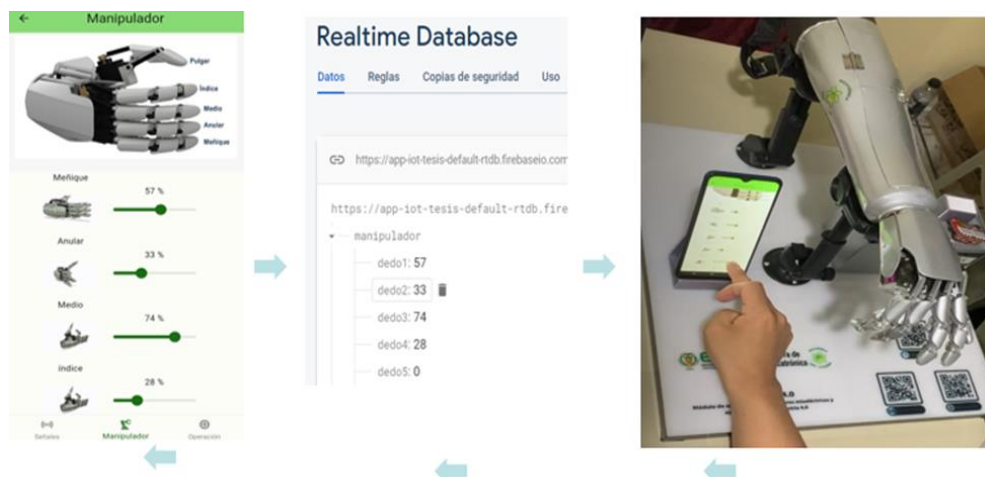 Manipulador
Pulgar
Índice
Medio
Anular
Meñique
Meñique
57 %
Anular
33 %
Medio
74 %
índice
28 %
Señales
Manipulador
Operación
Realtime Database
Datos Reglas Copias de seguridad Uso
https://app-iot-tesis-default-rtdb.firebaseio.com
https://app-iot-tesis-default-rtdb.fire
manipulador
dedo1: 57
dedo2: 33
dedo3: 74
dedo4: 28
dedo5: 0